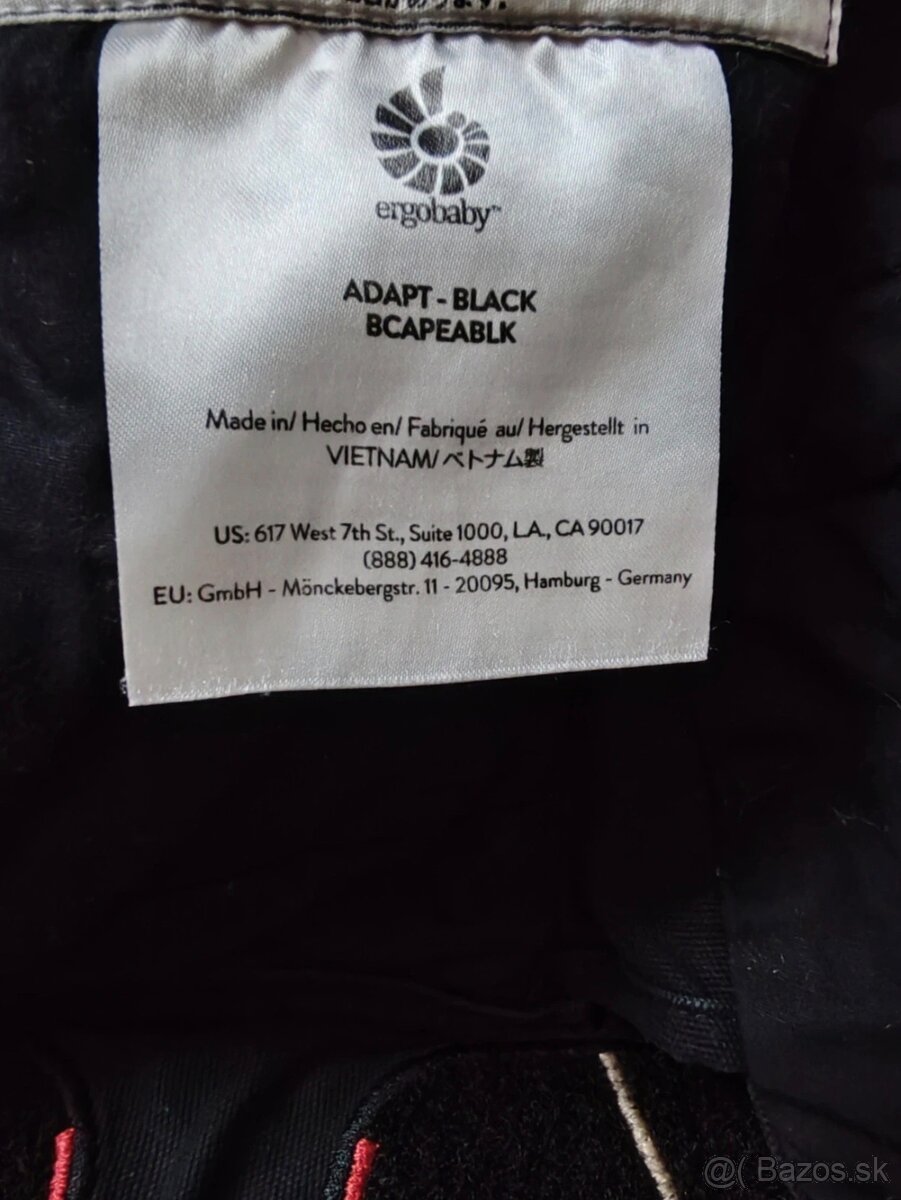 ergobaby™
ADAPT - BLACK
BCAPEABLK
Made in/ Hecho en/ Fabriqué au/ Hergestellt in
VIETNAM/ベトナム製
US: 617 West 7th St., Suite 1000, L.A., CA 90017
(888) 416-4888
EU: GmbH - Mönckebergstr. 11 - 20095, Hamburg - Germany
@( Bazos.sk